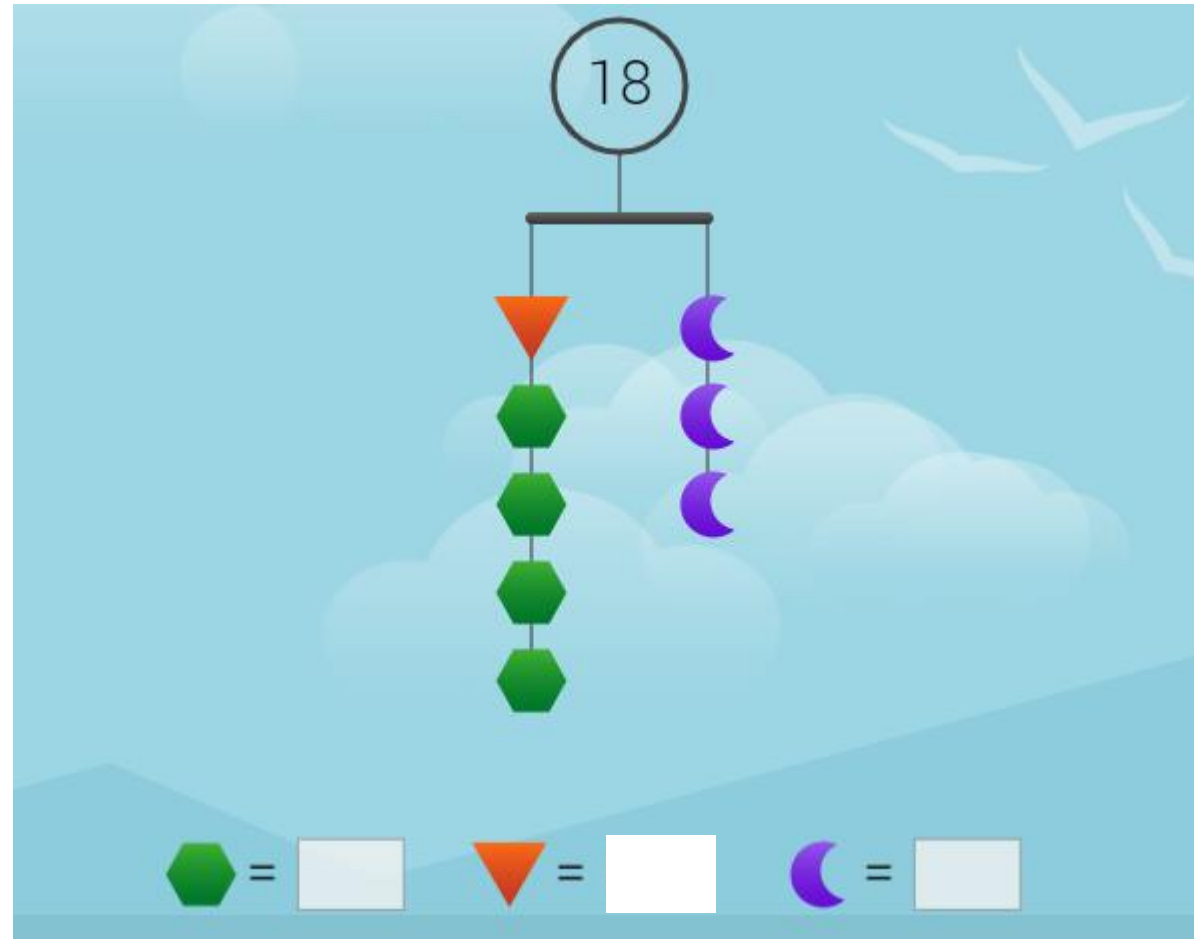 18
= = =